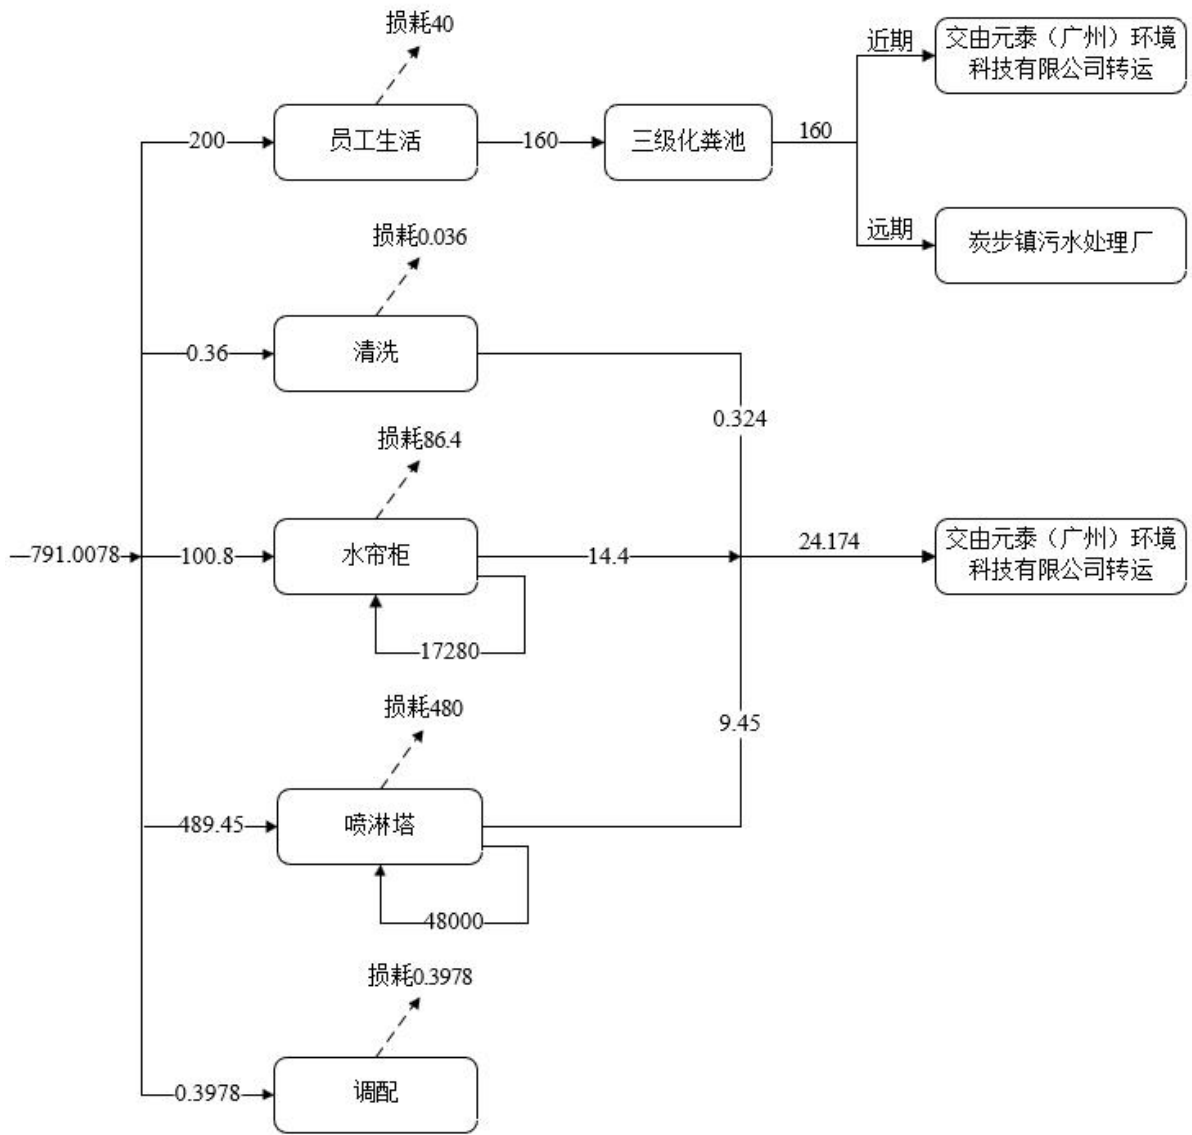 损耗40
近期
交由元泰（广州）环境
科技有限公司转运
200
员工生活
160
三级化粪池
160
远期
炭步镇污水处理厂
损耗0.036
0.36
清洗
0.324
损耗86.4
791.0078
100.8
水帘柜
14.4
24.174
交由元泰（广州）环境
科技有限公司转运
17280
损耗480
9.45
489.45
喷淋塔
48000
损耗0.3978
0.3978
调配